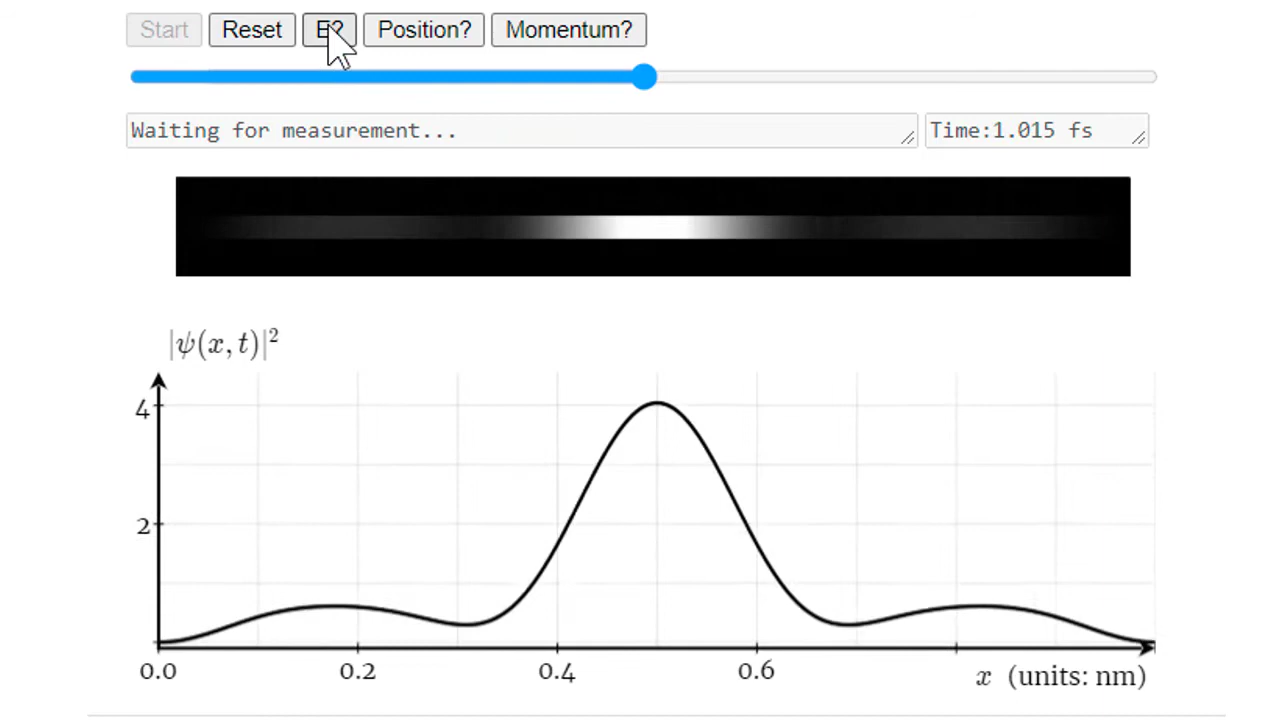 Start Reset E? Position? Momentum?
Waiting for measurement... Time:1.015 fs
|ψ(x, t)|²
4
2
0.0 0.2 0.4 0.6 x (units: nm)